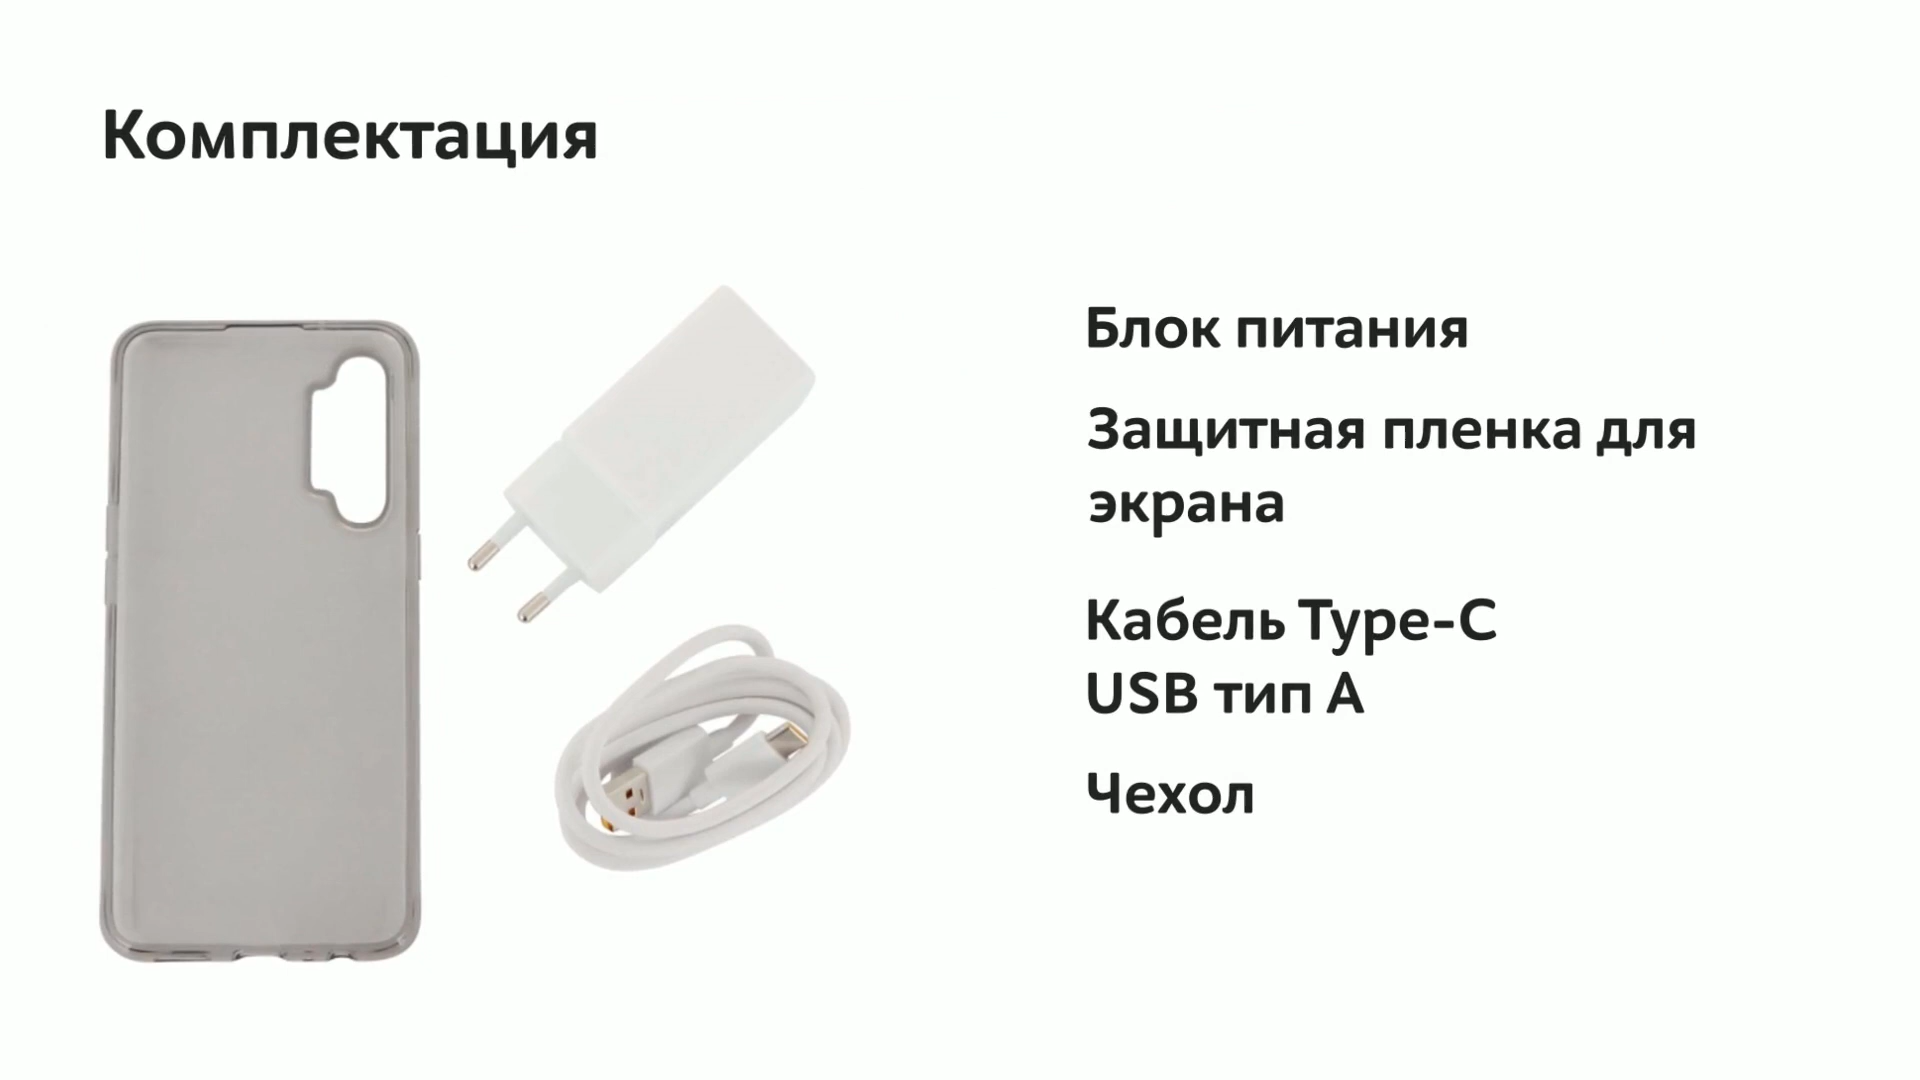 Комплектация
Блок питания
Защитная пленка для
экрана
Кабель Type-C
USB тип A
Чехол